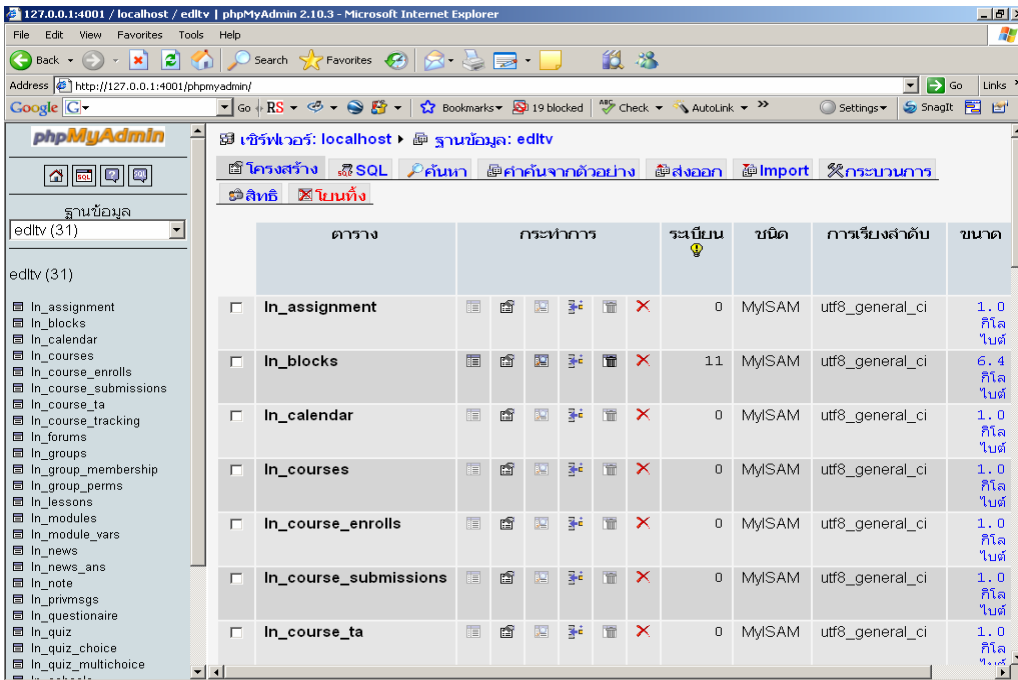 127.0.0.1:4001 / localhost / edltv | phpMyAdmin 2.10.3 - Microsoft Internet Explorer
File Edit View Favorites Tools Help
Back Search Favorites
Address http://127.0.0.1:4001/phpmyadmin/ Go Links
Google G Go RS Bookmarks 19 blocked ABC Check AutoLink Settings SnagIt
phpMyAdmin
SQL
ฐานข้อมูล
edltv (31)
edltv (31)
ln_assignment
ln_blocks
ln_calendar
ln_courses
ln_course_enrolls
ln_course_submissions
ln_course_ta
ln_course_tracking
ln_forums
ln_groups
ln_group_membership
ln_group_perms
ln_lessons
ln_modules
ln_module_vars
ln_news
ln_news_ans
ln_note
ln_privmsgs
ln_questionaire
ln_quiz
ln_quiz_choice
ln_quiz_multichoice
เซิร์ฟเวอร์: localhost ฐานข้อมูล: edltv
โครงสร้าง SQL ค้นหา คำค้นจากตัวอย่าง ส่งออก Import กระบวนการ
สิทธิ โยนทิ้ง
ตาราง กระทำการ ระเบียน ชนิด การเรียงลำดับ ขนาด
ln_assignment 0 MyISAM utf8_general_ci 1.0
กิโล
ไบต์
ln_blocks 11 MyISAM utf8_general_ci 6.4
กิโล
ไบต์
ln_calendar 0 MyISAM utf8_general_ci 1.0
กิโล
ไบต์
ln_courses 0 MyISAM utf8_general_ci 1.0
กิโล
ไบต์
ln_course_enrolls 0 MyISAM utf8_general_ci 1.0
กิโล
ไบต์
ln_course_submissions 0 MyISAM utf8_general_ci 1.0
กิโล
ไบต์
ln_course_ta 0 MyISAM utf8_general_ci 1.0
กิโล